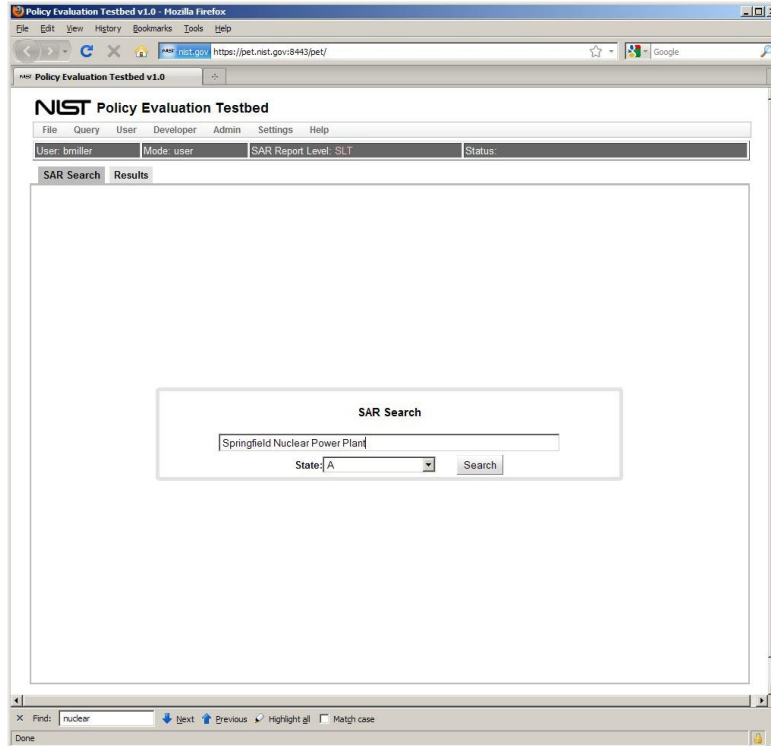 Policy Evaluation Testbed v1.0 - Mozilla Firefox
File Edit View History Bookmarks Tools Help
NIST nist.gov https://pet.nist.gov:8443/pet/ Google
NIST Policy Evaluation Testbed v1.0
NIST Policy Evaluation Testbed
File Query User Developer Admin Settings Help
User: bmiller Mode: user SAR Report Level: SLT Status:
SAR Search Results
SAR Search
Springfield Nuclear Power Plant
State: A Search
Find: nuclear Next Previous Highlight all Match case
Done